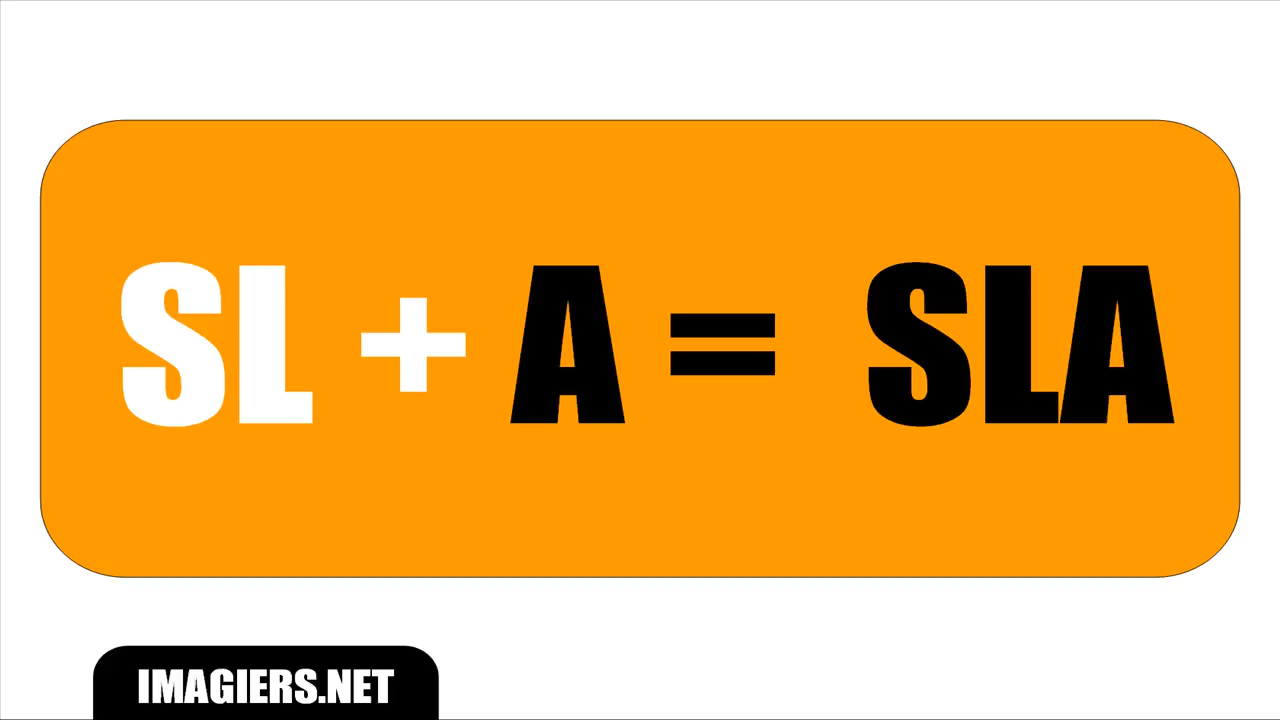 SL + A = SLA
IMAGIERS.NET